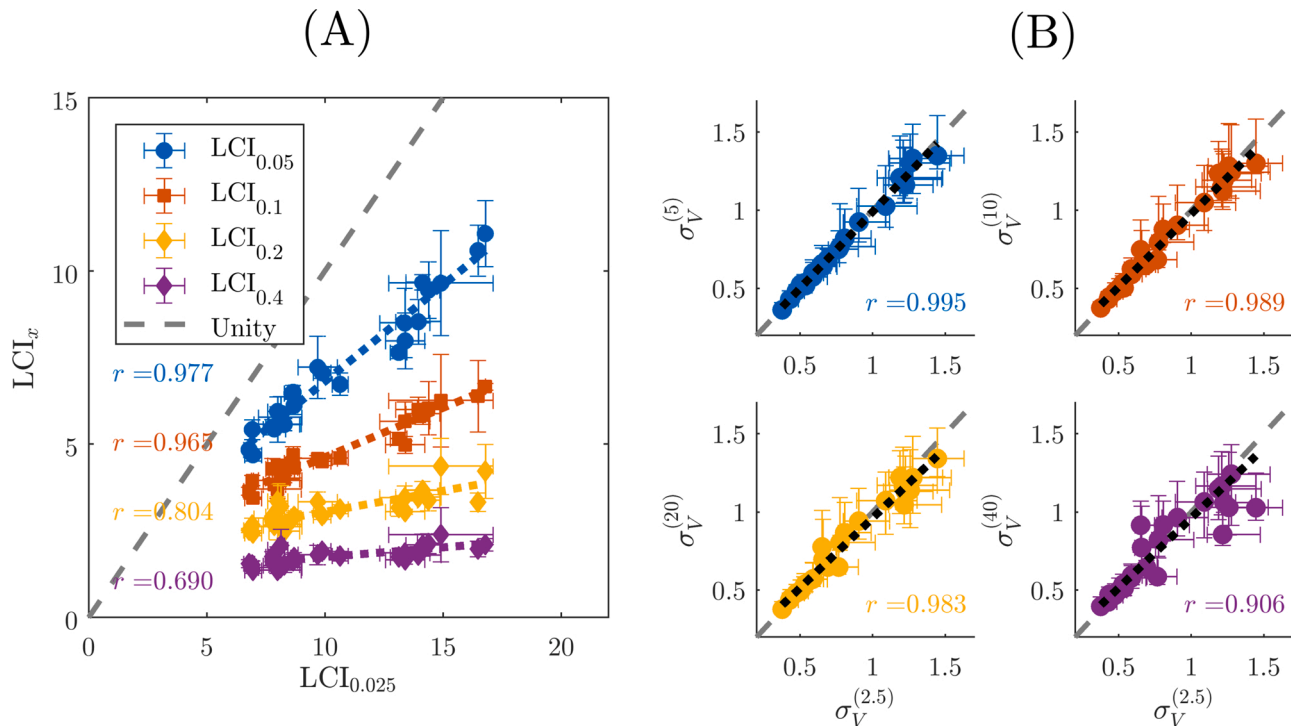 (A)
(B)
15
10
5
0
LCI_x
LCI_0.05
LCI_0.1
LCI_0.2
LCI_0.4
Unity
r =0.977
r =0.965
r =0.804
r =0.690
0
5
10
15
20
LCI_0.025
1.5
1
0.5
σ_V^(5)
r =0.995
0.5
1
1.5
1.5
1
0.5
σ_V^(10)
r =0.989
0.5
1
1.5
1.5
1
0.5
σ_V^(20)
r =0.983
0.5
1
1.5
σ_V^(2.5)
1.5
1
0.5
σ_V^(40)
r =0.906
0.5
1
1.5
σ_V^(2.5)